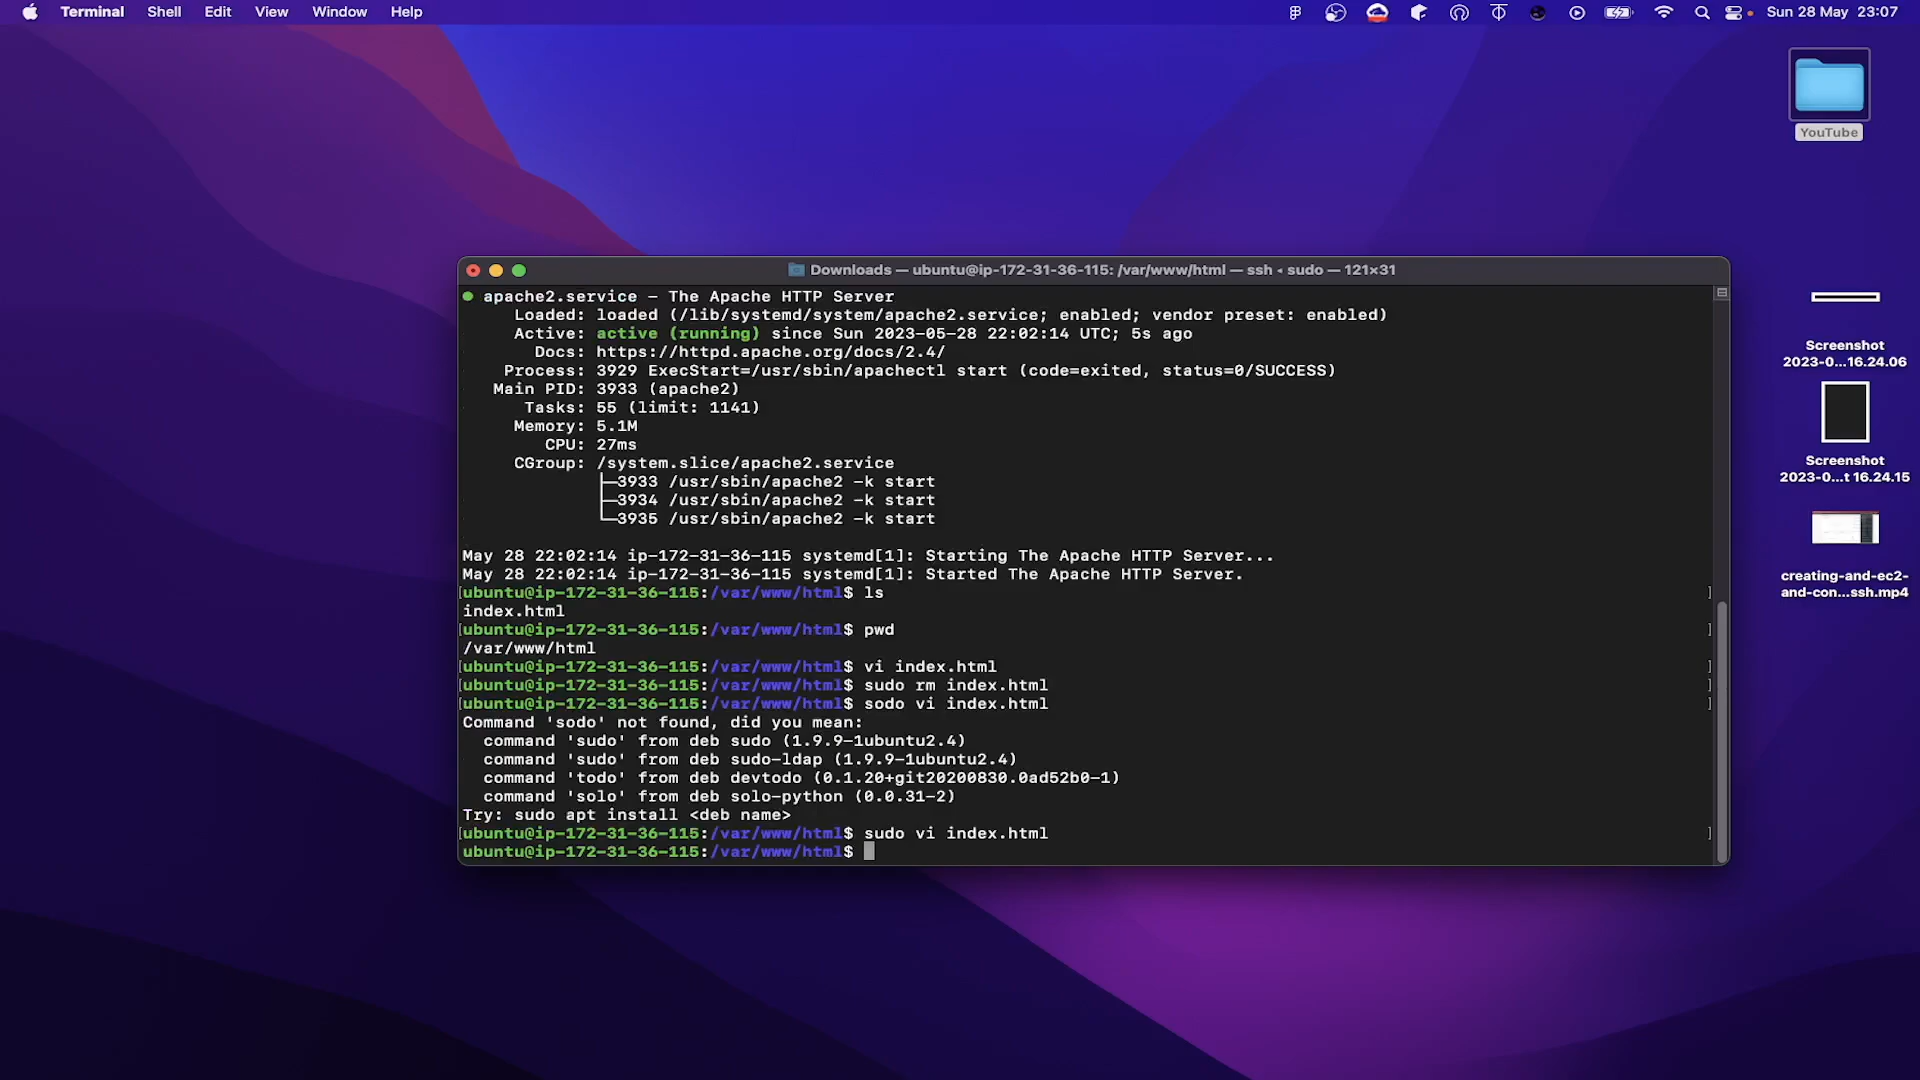 Terminal Shell Edit View Window Help Sun 28 May 23:07
YouTube
Downloads — ubuntu@ip-172-31-36-115: /var/www/html — ssh ◂ sudo — 121×31
● apache2.service - The Apache HTTP Server
Loaded: loaded (/lib/systemd/system/apache2.service; enabled; vendor preset: enabled)
Active: active (running) since Sun 2023-05-28 22:02:14 UTC; 5s ago
Docs: https://httpd.apache.org/docs/2.4/
Process: 3929 ExecStart=/usr/sbin/apachectl start (code=exited, status=0/SUCCESS)
Main PID: 3933 (apache2)
Tasks: 55 (limit: 1141)
Memory: 5.1M
CPU: 27ms
CGroup: /system.slice/apache2.service
├─3933 /usr/sbin/apache2 -k start
├─3934 /usr/sbin/apache2 -k start
└─3935 /usr/sbin/apache2 -k start
May 28 22:02:14 ip-172-31-36-115 systemd[1]: Starting The Apache HTTP Server...
May 28 22:02:14 ip-172-31-36-115 systemd[1]: Started The Apache HTTP Server.
[ubuntu@ip-172-31-36-115:/var/www/html$ ls ]
index.html
[ubuntu@ip-172-31-36-115:/var/www/html$ pwd ]
/var/www/html
[ubuntu@ip-172-31-36-115:/var/www/html$ vi index.html ]
[ubuntu@ip-172-31-36-115:/var/www/html$ sudo rm index.html ]
[ubuntu@ip-172-31-36-115:/var/www/html$ sodo vi index.html ]
Command 'sodo' not found, did you mean:
command 'sudo' from deb sudo (1.9.9-1ubuntu2.4)
command 'sudo' from deb sudo-ldap (1.9.9-1ubuntu2.4)
command 'todo' from deb devtodo (0.1.20+git20200830.0ad52b0-1)
command 'solo' from deb solo-python (0.0.31-2)
Try: sudo apt install <deb name>
[ubuntu@ip-172-31-36-115:/var/www/html$ sudo vi index.html ]
ubuntu@ip-172-31-36-115:/var/www/html$
Screenshot
2023-0...16.24.06
Screenshot
2023-0...t 16.24.15
creating-and-ec2-
and-con...ssh.mp4